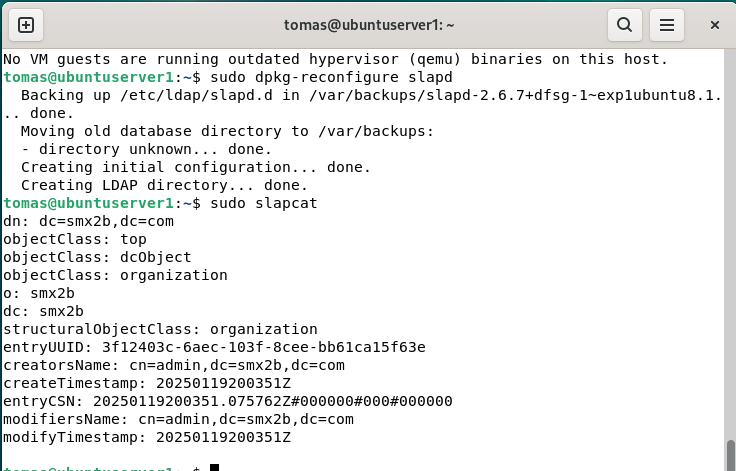 tomas@ubuntuserver1: ~
No VM guests are running outdated hypervisor (qemu) binaries on this host.
tomas@ubuntuserver1:~$ sudo dpkg-reconfigure slapd
  Backing up /etc/ldap/slapd.d in /var/backups/slapd-2.6.7+dfsg-1~exp1ubuntu8.1.
.. done.
  Moving old database directory to /var/backups:
  - directory unknown... done.
  Creating initial configuration... done.
  Creating LDAP directory... done.
tomas@ubuntuserver1:~$ sudo slapcat
dn: dc=smx2b,dc=com
objectClass: top
objectClass: dcObject
objectClass: organization
o: smx2b
dc: smx2b
structuralObjectClass: organization
entryUUID: 3f12403c-6aec-103f-8cee-bb61ca15f63e
creatorsName: cn=admin,dc=smx2b,dc=com
createTimestamp: 20250119200351Z
entryCSN: 20250119200351.075762Z#000000#000#000000
modifiersName: cn=admin,dc=smx2b,dc=com
modifyTimestamp: 20250119200351Z
tomas@ubuntuserver1:~$